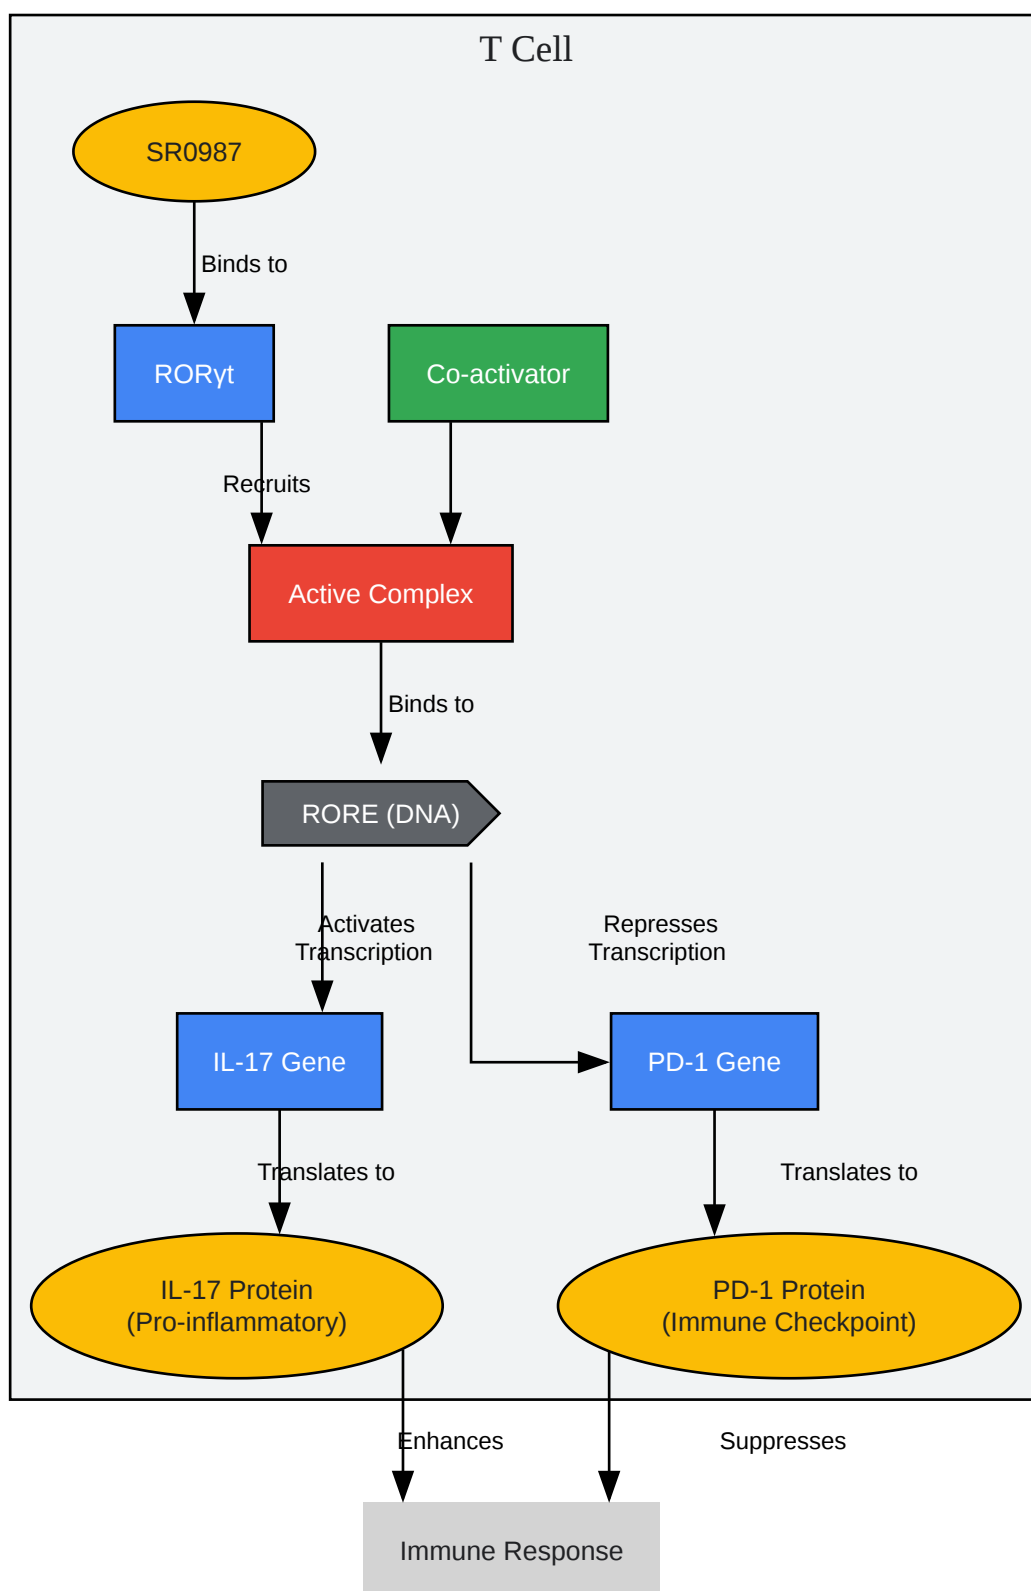 T Cell
SR0987
Binds to
RORγt
Co-activator
Recruits
Active Complex
Binds to
RORE (DNA)
Activates
Transcription
Represses
Transcription
IL-17 Gene
PD-1 Gene
Translates to
Translates to
IL-17 Protein
(Pro-inflammatory)
PD-1 Protein
(Immune Checkpoint)
Enhances
Suppresses
Immune Response